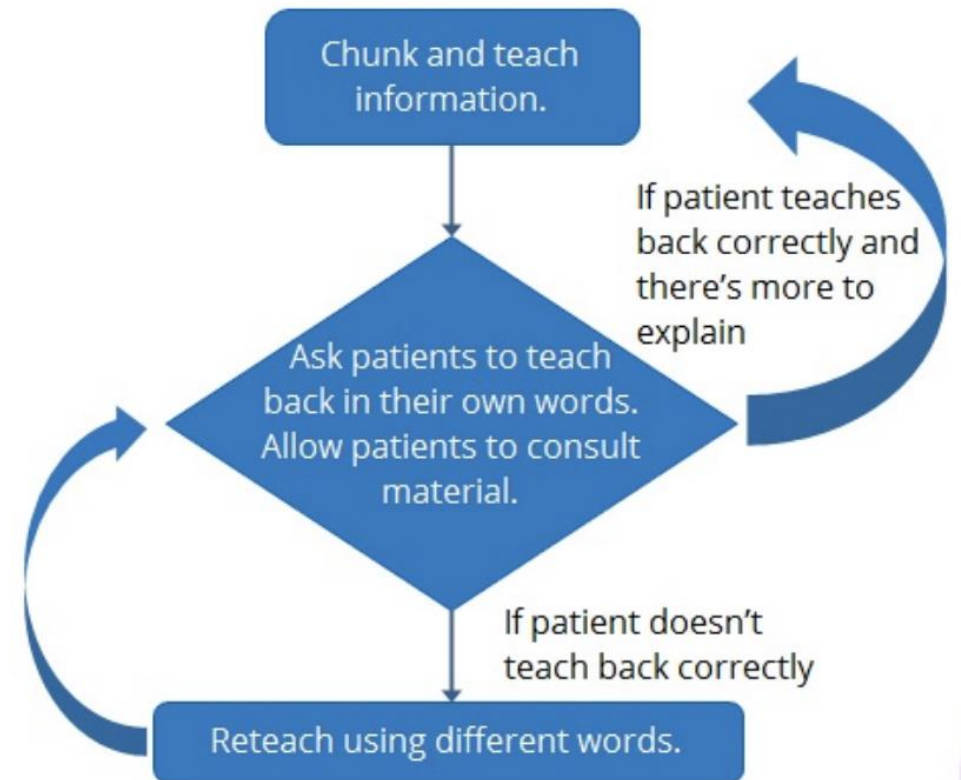 Chunk and teach
information.
If patient teaches
back correctly and
there's more to
explain
Ask patients to teach
back in their own words.
Allow patients to consult
material.
If patient doesn't
teach back correctly
Reteach using different words.